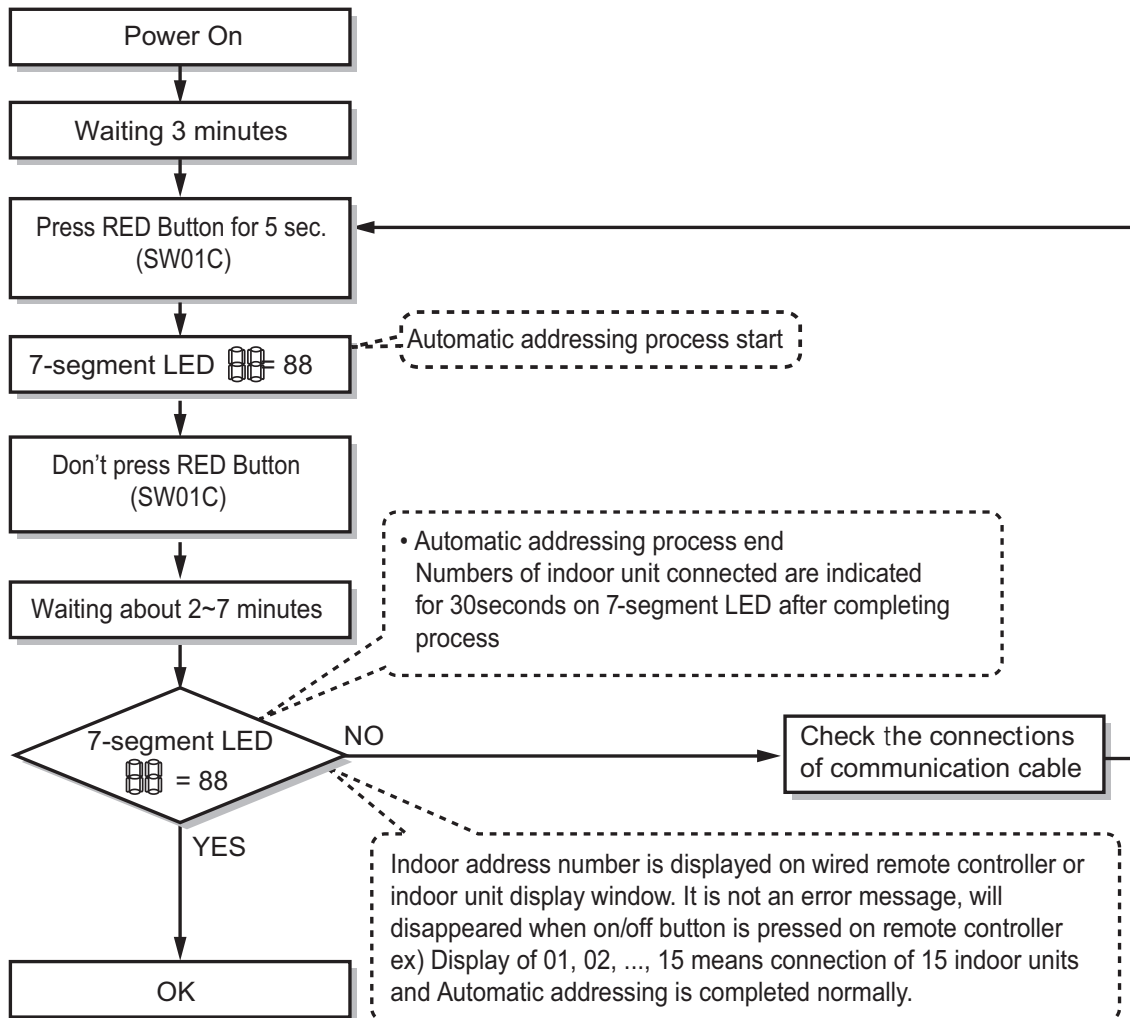 Power On
Waiting 3 minutes
Press RED Button for 5 sec.
(SW01C)
7-segment LED 88= 88
Automatic addressing process start
Don't press RED Button
(SW01C)
• Automatic addressing process end
Numbers of indoor unit connected are indicated
for 30seconds on 7-segment LED after completing
process
Waiting about 2~7 minutes
7-segment LED
88 = 88
NO
Check the connections
of communication cable
YES
Indoor address number is displayed on wired remote controller or
indoor unit display window. It is not an error message, will
disappeared when on/off button is pressed on remote controller
ex) Display of 01, 02, ..., 15 means connection of 15 indoor units
and Automatic addressing is completed normally.
OK